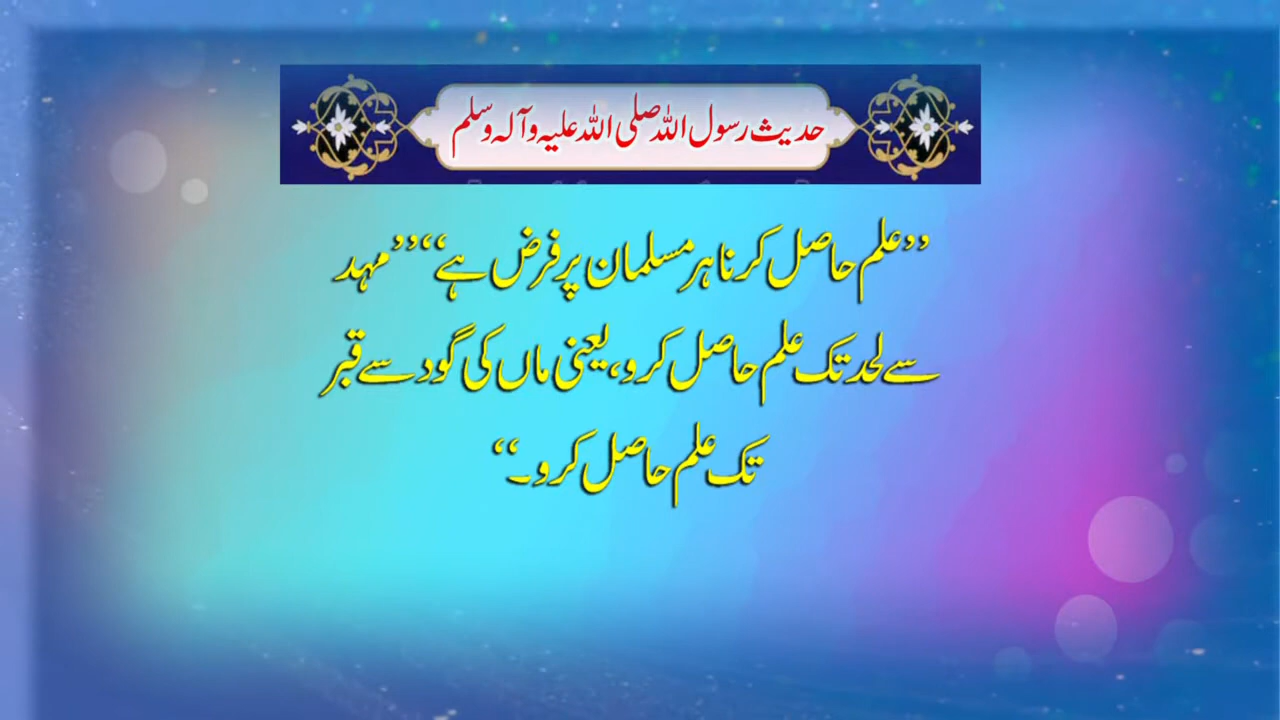 حدیث رسول اللہ صلی اللہ علیہ وآلہ وسلم
”علم حاصل کرنا ہر مسلمان پر فرض ہے“ ”مہد
سے لحد تک علم حاصل کرو، یعنی ماں کی گود سے قبر
تک علم حاصل کرو۔“